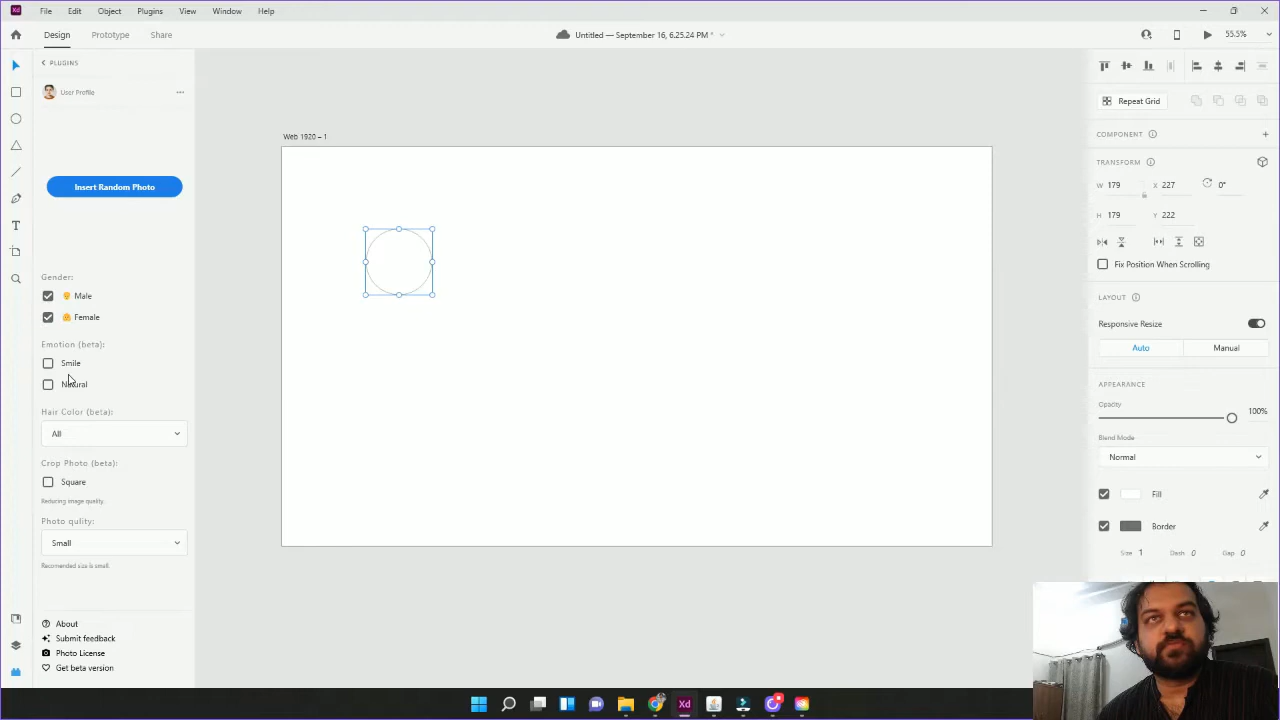 Xd File Edit Object Plugins View Window Help
Design Prototype Share Untitled — September 16, 6.25.24 PM * 55.5%
PLUGINS
User Profile
Insert Random Photo
Gender:
Male
Female
Emotion (beta):
Smile
Natural
Hair Color (beta):
All
Crop Photo (beta):
Square
Reducing image quality.
Photo qulity:
Small
Recomended size is small.
About
Submit feedback
Photo License
Get beta version
Web 1920 – 1
Repeat Grid
COMPONENT
TRANSFORM
W 179 X 227 0°
H 179 Y 222
Fix Position When Scrolling
LAYOUT
Responsive Resize
Auto Manual
APPEARANCE
Opacity
100%
Blend Mode
Normal
Fill
Border
Size 1 Dash 0 Gap 0
Xd